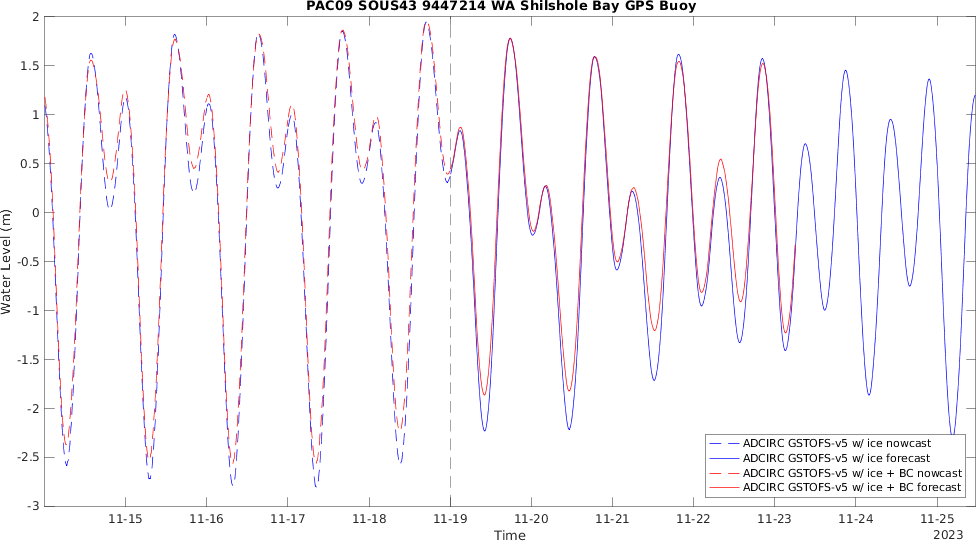 PAC09 SOUS43 9447214 WA Shilshole Bay GPS Buoy
2
1.5
1
0.5
0
-0.5
-1
-1.5
-2
-2.5
-3
Water Level (m)
ADCIRC GSTOFS-v5 w/ ice nowcast
ADCIRC GSTOFS-v5 w/ ice forecast
ADCIRC GSTOFS-v5 w/ ice + BC nowcast
ADCIRC GSTOFS-v5 w/ ice + BC forecast
11-15 11-16 11-17 11-18 11-19 11-20 11-21 11-22 11-23 11-24 11-25
Time
2023